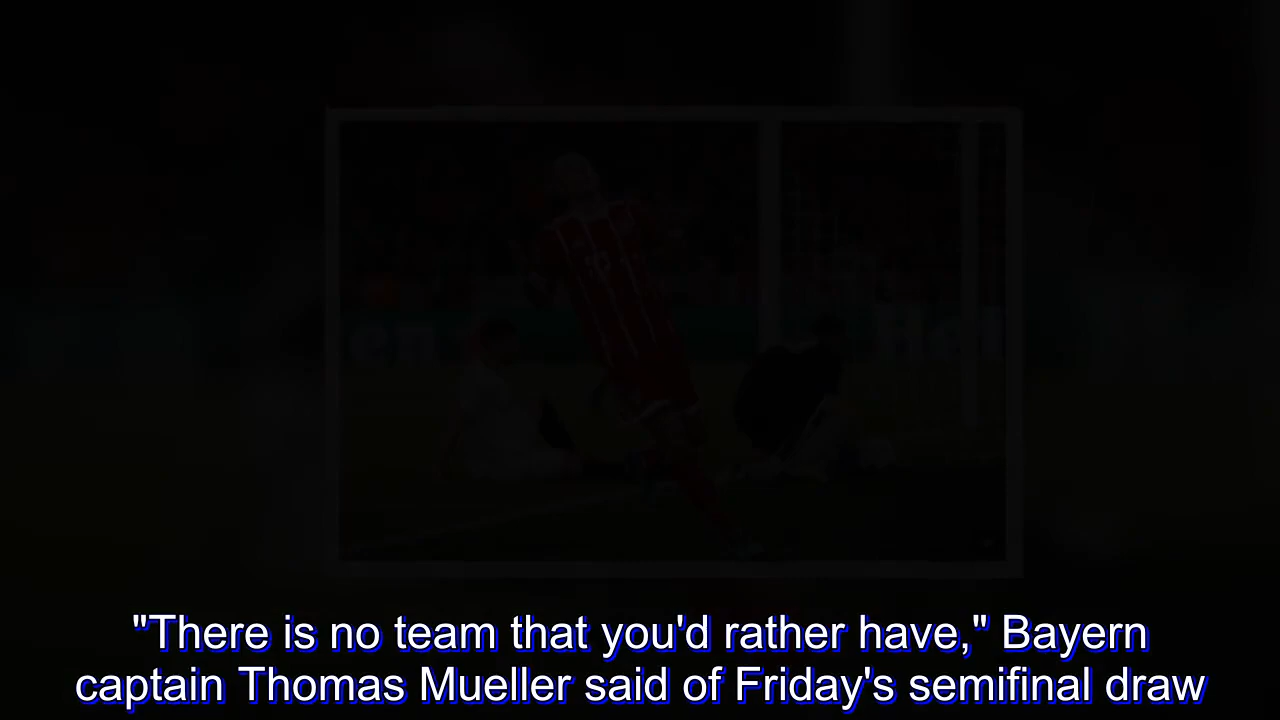 "There is no team that you'd rather have," Bayern
captain Thomas Mueller said of Friday's semifinal draw